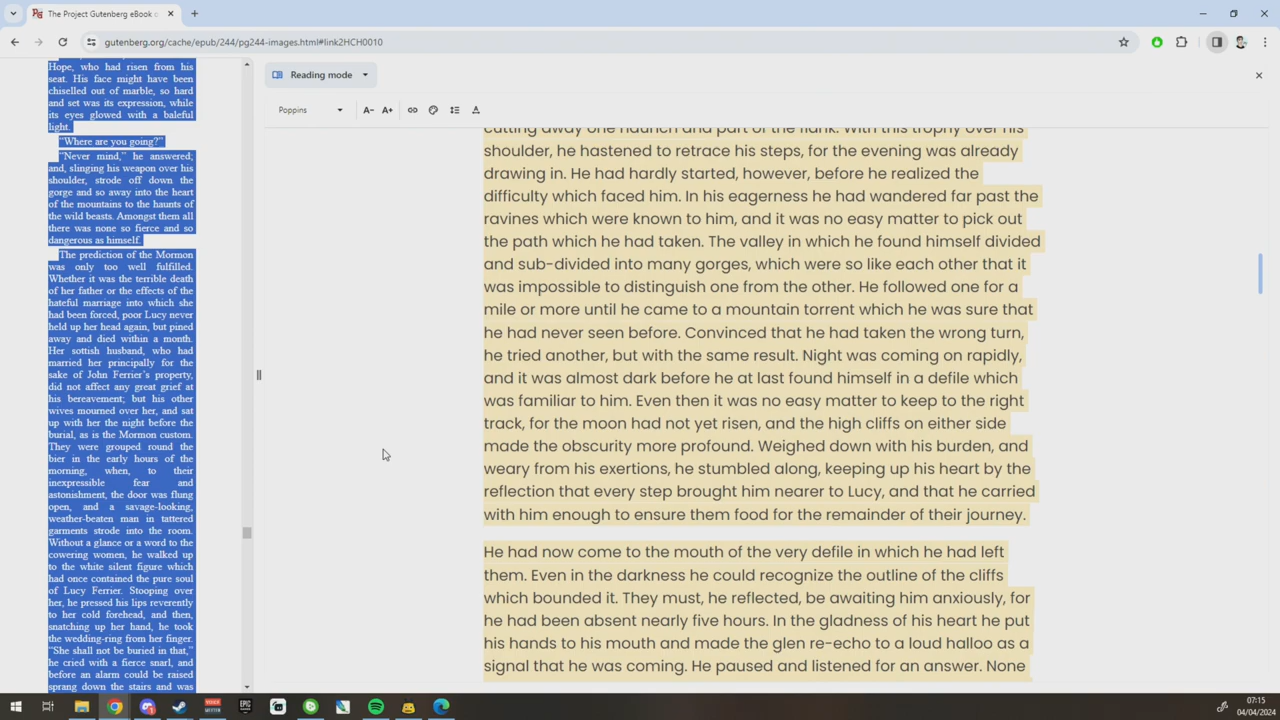 The Project Gutenberg eBook o
gutenberg.org/cache/epub/244/pg244-images.html#link2HCH0010
Hope, who had risen from his
seat. His face might have been
chiselled out of marble, so hard
and set was its expression, while
its eyes glowed with a baleful
light.
“Where are you going?”
“Never mind,” he answered;
and, slinging his weapon over his
shoulder, strode off down the
gorge and so away into the heart
of the mountains to the haunts of
the wild beasts. Amongst them all
there was none so fierce and so
dangerous as himself.
The prediction of the Mormon
was only too well fulfilled.
Whether it was the terrible death
of her father or the effects of the
hateful marriage into which she
had been forced, poor Lucy never
held up her head again, but pined
away and died within a month.
Her sottish husband, who had
married her principally for the
sake of John Ferrier’s property,
did not affect any great grief at
his bereavement; but his other
wives mourned over her, and sat
up with her the night before the
burial, as is the Mormon custom.
They were grouped round the
bier in the early hours of the
morning, when, to their
inexpressible fear and
astonishment, the door was flung
open, and a savage-looking,
weather-beaten man in tattered
garments strode into the room.
Without a glance or a word to the
cowering women, he walked up
to the white silent figure which
had once contained the pure soul
of Lucy Ferrier. Stooping over
her, he pressed his lips reverently
to her cold forehead, and then,
snatching up her hand, he took
the wedding-ring from her finger.
“She shall not be buried in that,”
he cried with a fierce snarl, and
before an alarm could be raised
sprang down the stairs and was
Reading mode
Poppins
A− A+
cutting away one haunch and part of the flank. With this trophy over his
shoulder, he hastened to retrace his steps, for the evening was already
drawing in. He had hardly started, however, before he realized the
difficulty which faced him. In his eagerness he had wandered far past the
ravines which were known to him, and it was no easy matter to pick out
the path which he had taken. The valley in which he found himself divided
and sub-divided into many gorges, which were so like each other that it
was impossible to distinguish one from the other. He followed one for a
mile or more until he came to a mountain torrent which he was sure that
he had never seen before. Convinced that he had taken the wrong turn,
he tried another, but with the same result. Night was coming on rapidly,
and it was almost dark before he at last found himself in a defile which
was familiar to him. Even then it was no easy matter to keep to the right
track, for the moon had not yet risen, and the high cliffs on either side
made the obscurity more profound. Weighed down with his burden, and
weary from his exertions, he stumbled along, keeping up his heart by the
reflection that every step brought him nearer to Lucy, and that he carried
with him enough to ensure them food for the remainder of their journey.
He had now come to the mouth of the very defile in which he had left
them. Even in the darkness he could recognize the outline of the cliffs
which bounded it. They must, he reflected, be awaiting him anxiously, for
he had been absent nearly five hours. In the gladness of his heart he put
his hands to his mouth and made the glen re-echo to a loud halloo as a
signal that he was coming. He paused and listened for an answer. None
EPIC
07:15
04/04/2024